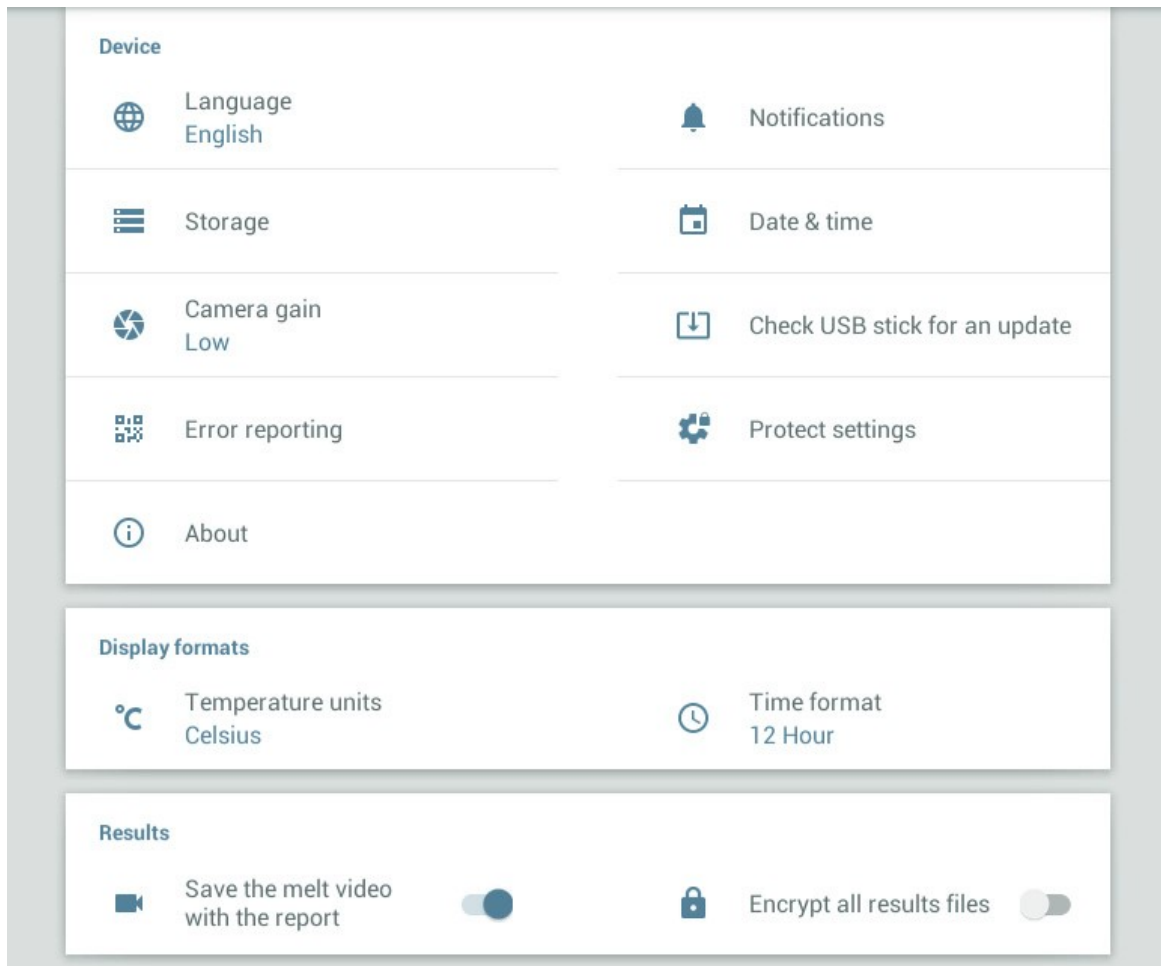 Device
Language
English
Notifications
Storage
Date & time
Camera gain
Low
Check USB stick for an update
Error reporting
Protect settings
About
Display formats
°C
Temperature units
Celsius
Time format
12 Hour
Results
Save the melt video
with the report
Encrypt all results files